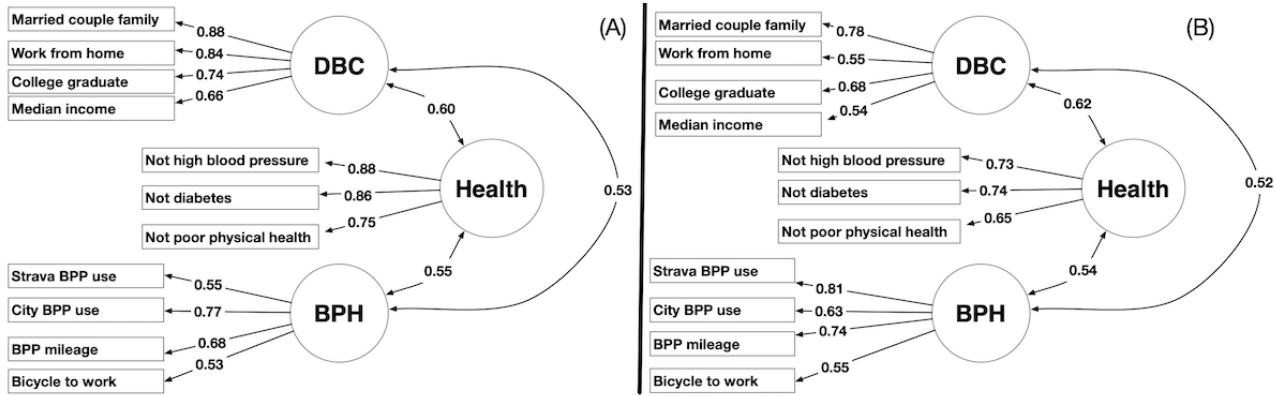 (A)
Married couple family
0.88
Work from home
0.84
College graduate
0.74
Median income
0.66
DBC
0.60
Not high blood pressure
0.88
Not diabetes
0.86
Not poor physical health
0.75
Health
0.53
0.55
Strava BPP use
0.55
City BPP use
0.77
BPP mileage
0.68
Bicycle to work
0.53
BPH
(B)
Married couple family
0.78
Work from home
0.55
College graduate
0.68
Median income
0.54
DBC
0.62
Not high blood pressure
0.73
Not diabetes
0.74
Not poor physical health
0.65
Health
0.52
0.54
Strava BPP use
0.81
City BPP use
0.63
BPP mileage
0.74
Bicycle to work
0.55
BPH